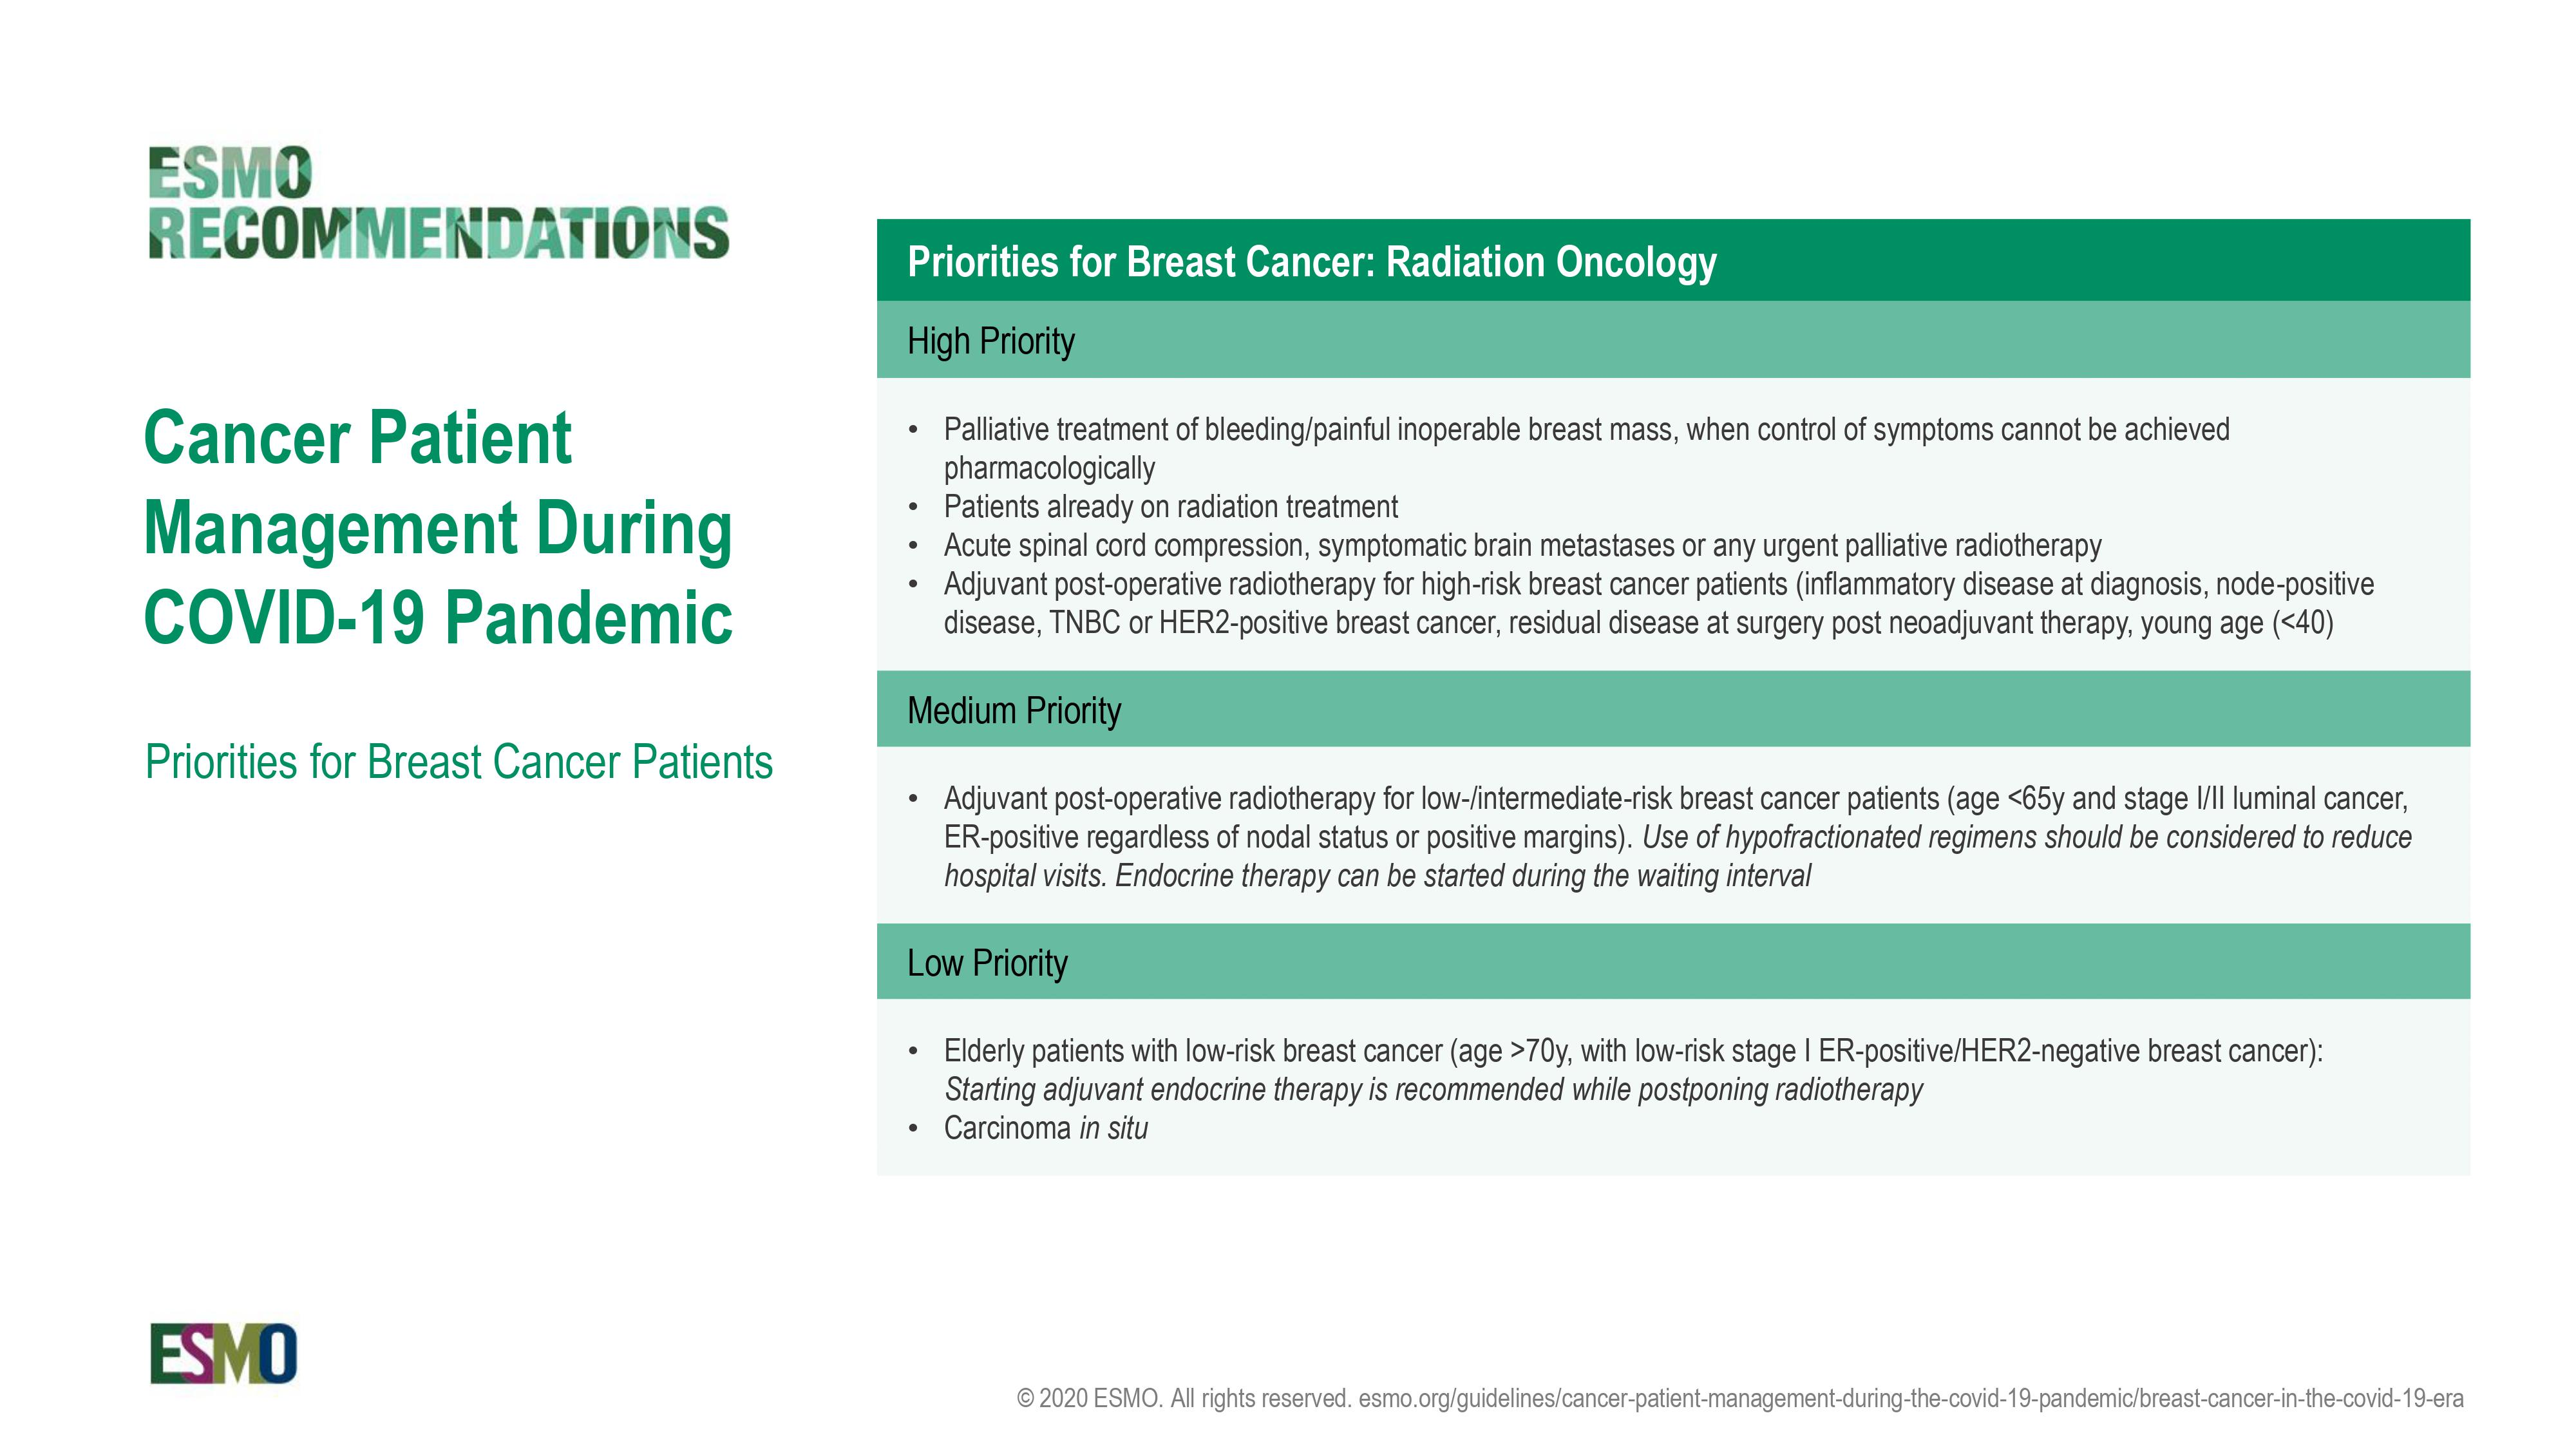 ESMO
RECOMMENDATIONS
Cancer Patient
Management During
COVID-19 Pandemic
Priorities for Breast Cancer Patients
Priorities for Breast Cancer: Radiation Oncology
High Priority
• Palliative treatment of bleeding/painful inoperable breast mass, when control of symptoms cannot be achieved
pharmacologically
• Patients already on radiation treatment
• Acute spinal cord compression, symptomatic brain metastases or any urgent palliative radiotherapy
• Adjuvant post-operative radiotherapy for high-risk breast cancer patients (inflammatory disease at diagnosis, node-positive
disease, TNBC or HER2-positive breast cancer, residual disease at surgery post neoadjuvant therapy, young age (<40)
Medium Priority
• Adjuvant post-operative radiotherapy for low-/intermediate-risk breast cancer patients (age <65y and stage I/II luminal cancer,
ER-positive regardless of nodal status or positive margins). Use of hypofractionated regimens should be considered to reduce
hospital visits. Endocrine therapy can be started during the waiting interval
Low Priority
• Elderly patients with low-risk breast cancer (age >70y, with low-risk stage I ER-positive/HER2-negative breast cancer):
Starting adjuvant endocrine therapy is recommended while postponing radiotherapy
• Carcinoma in situ
ESMO
© 2020 ESMO. All rights reserved. esmo.org/guidelines/cancer-patient-management-during-the-covid-19-pandemic/breast-cancer-in-the-covid-19-era